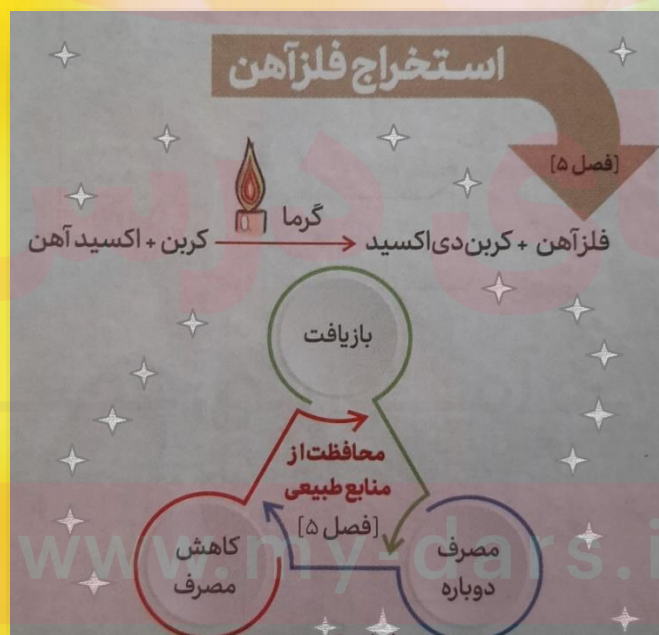 استخراج فلزآهن
[فصل ۵]
گرما
کربن + اکسید آهن
فلزآهن + کربن‌دی‌اکسید
بازیافت
محافظت از
منابع طبیعی
[فصل ۵]
مصرف
دوباره
کاهش
مصرف
www.my-dars.i